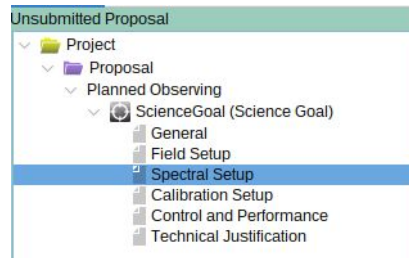 Unsubmitted Proposal
Project
Proposal
Planned Observing
ScienceGoal (Science Goal)
General
Field Setup
Spectral Setup
Calibration Setup
Control and Performance
Technical Justification